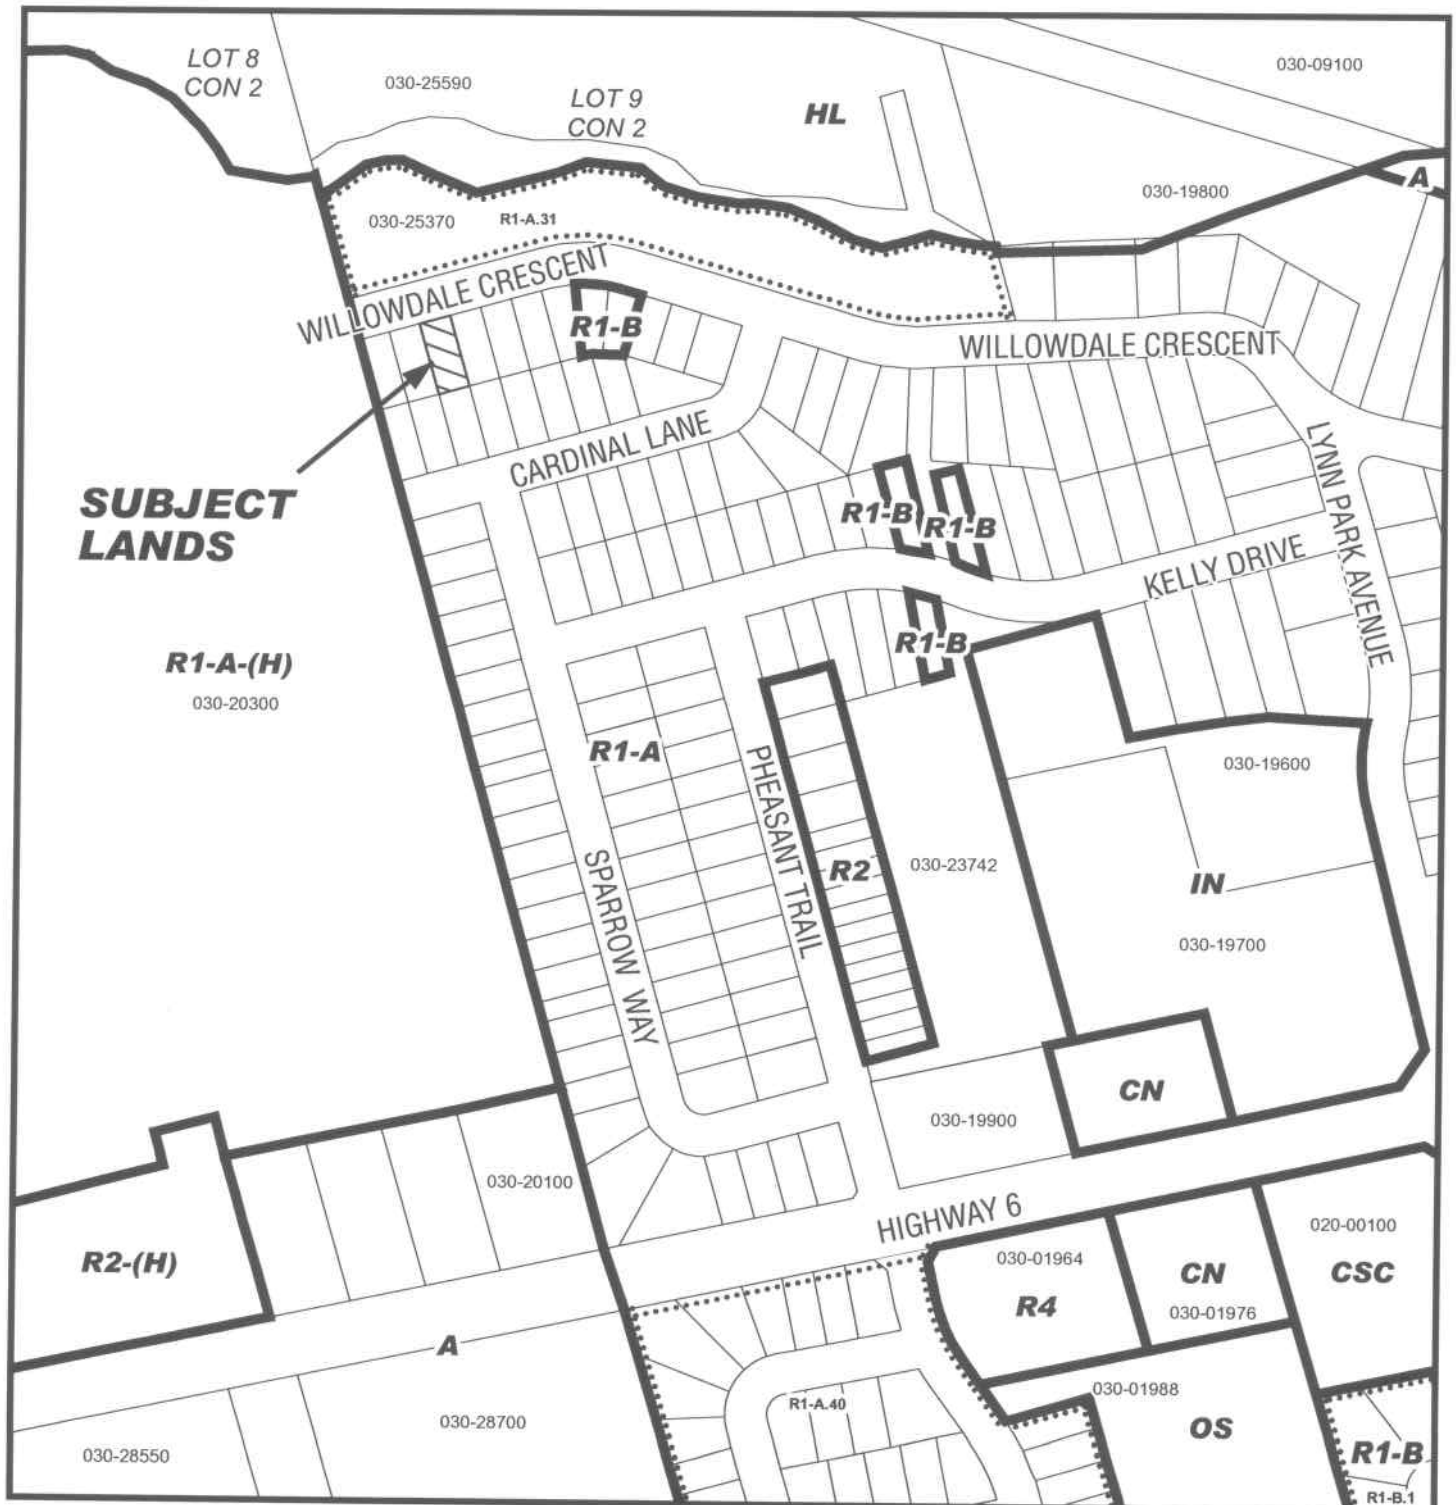 LOT 8
CON 2
030-25590
LOT 9
CON 2
HL
030-09100
A
030-19800
030-25370
R1-A.31
WILLOWDALE CRESCENT
R1-B
WILLOWDALE CRESCENT
CARDINAL LANE
LYNN PARK AVENUE
SUBJECT
LANDS
R1-B
R1-B
KELLY DRIVE
R1-B
R1-A-(H)
030-20300
R1-A
PHEASANT TRAIL
030-19600
R2
030-23742
IN
SPARROW WAY
030-19700
CN
030-19900
030-20100
HIGHWAY 6
020-00100
R2-(H)
030-01964
CN
CSC
R4
030-01976
A
030-01988
R1-A.40
030-28700
OS
030-28550
R1-B
R1-B.1